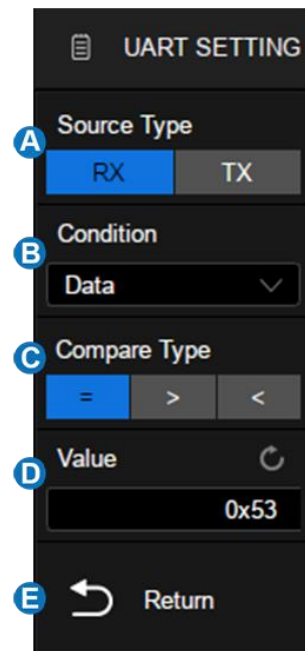 UART SETTING
A
Source Type
RX TX
B
Condition
Data
C
Compare Type
= > <
D
Value
0x53
E
Return